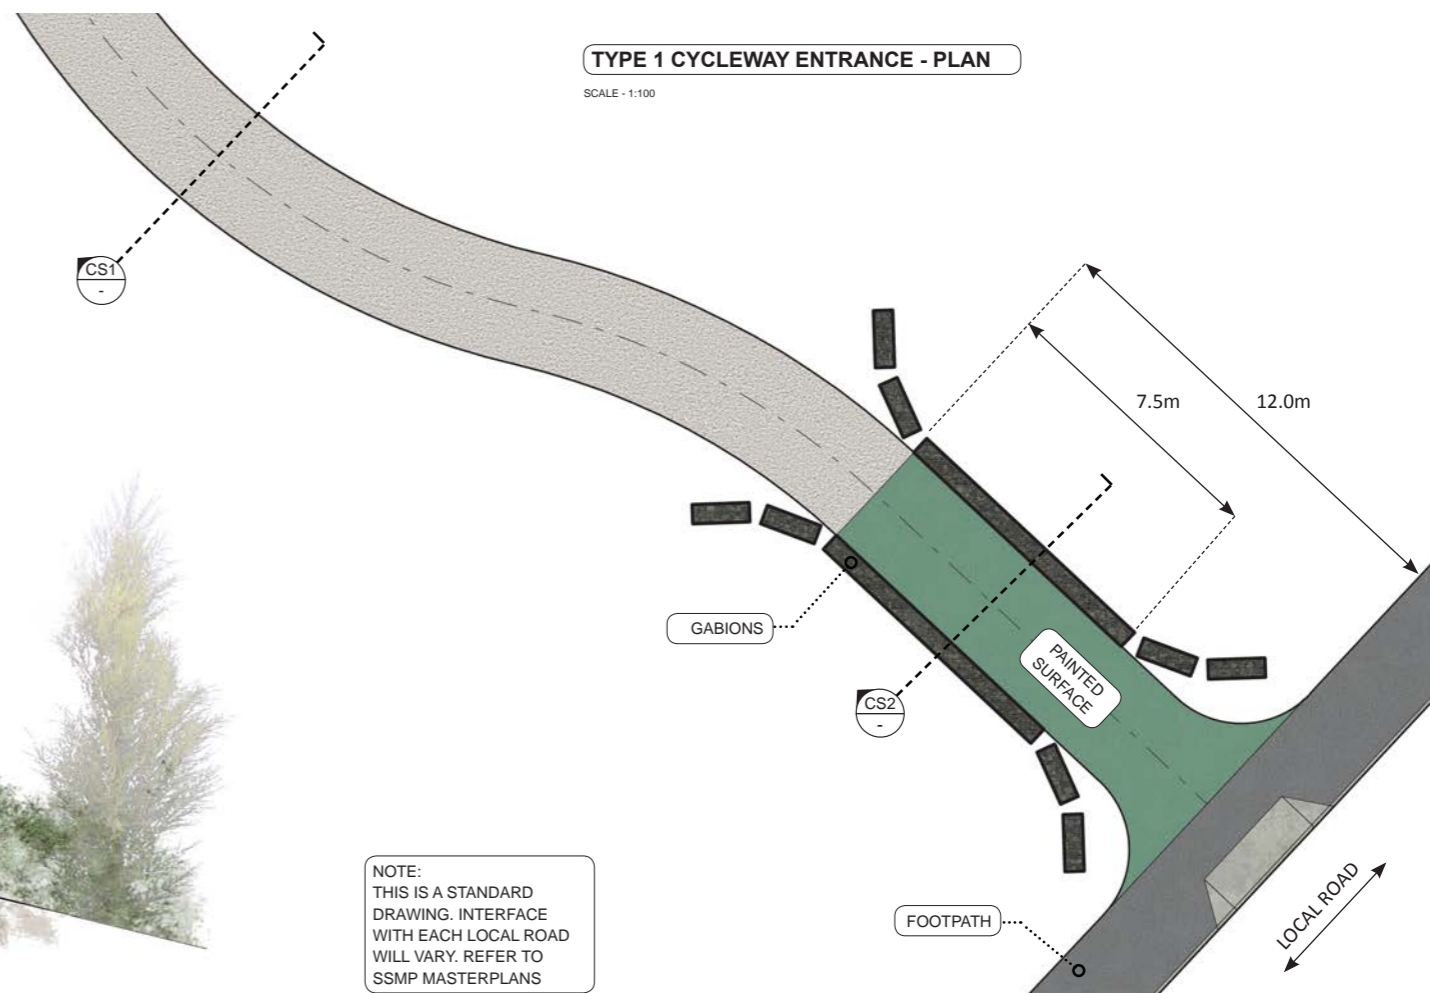 TYPE 1 CYCLEWAY ENTRANCE - PLAN
SCALE - 1:100
CS1
-
7.5m
12.0m
GABIONS
PAINTED
SURFACE
CS2
-
NOTE:
THIS IS A STANDARD
DRAWING. INTERFACE
WITH EACH LOCAL ROAD
WILL VARY. REFER TO
SSMP MASTERPLANS
FOOTPATH
LOCAL ROAD